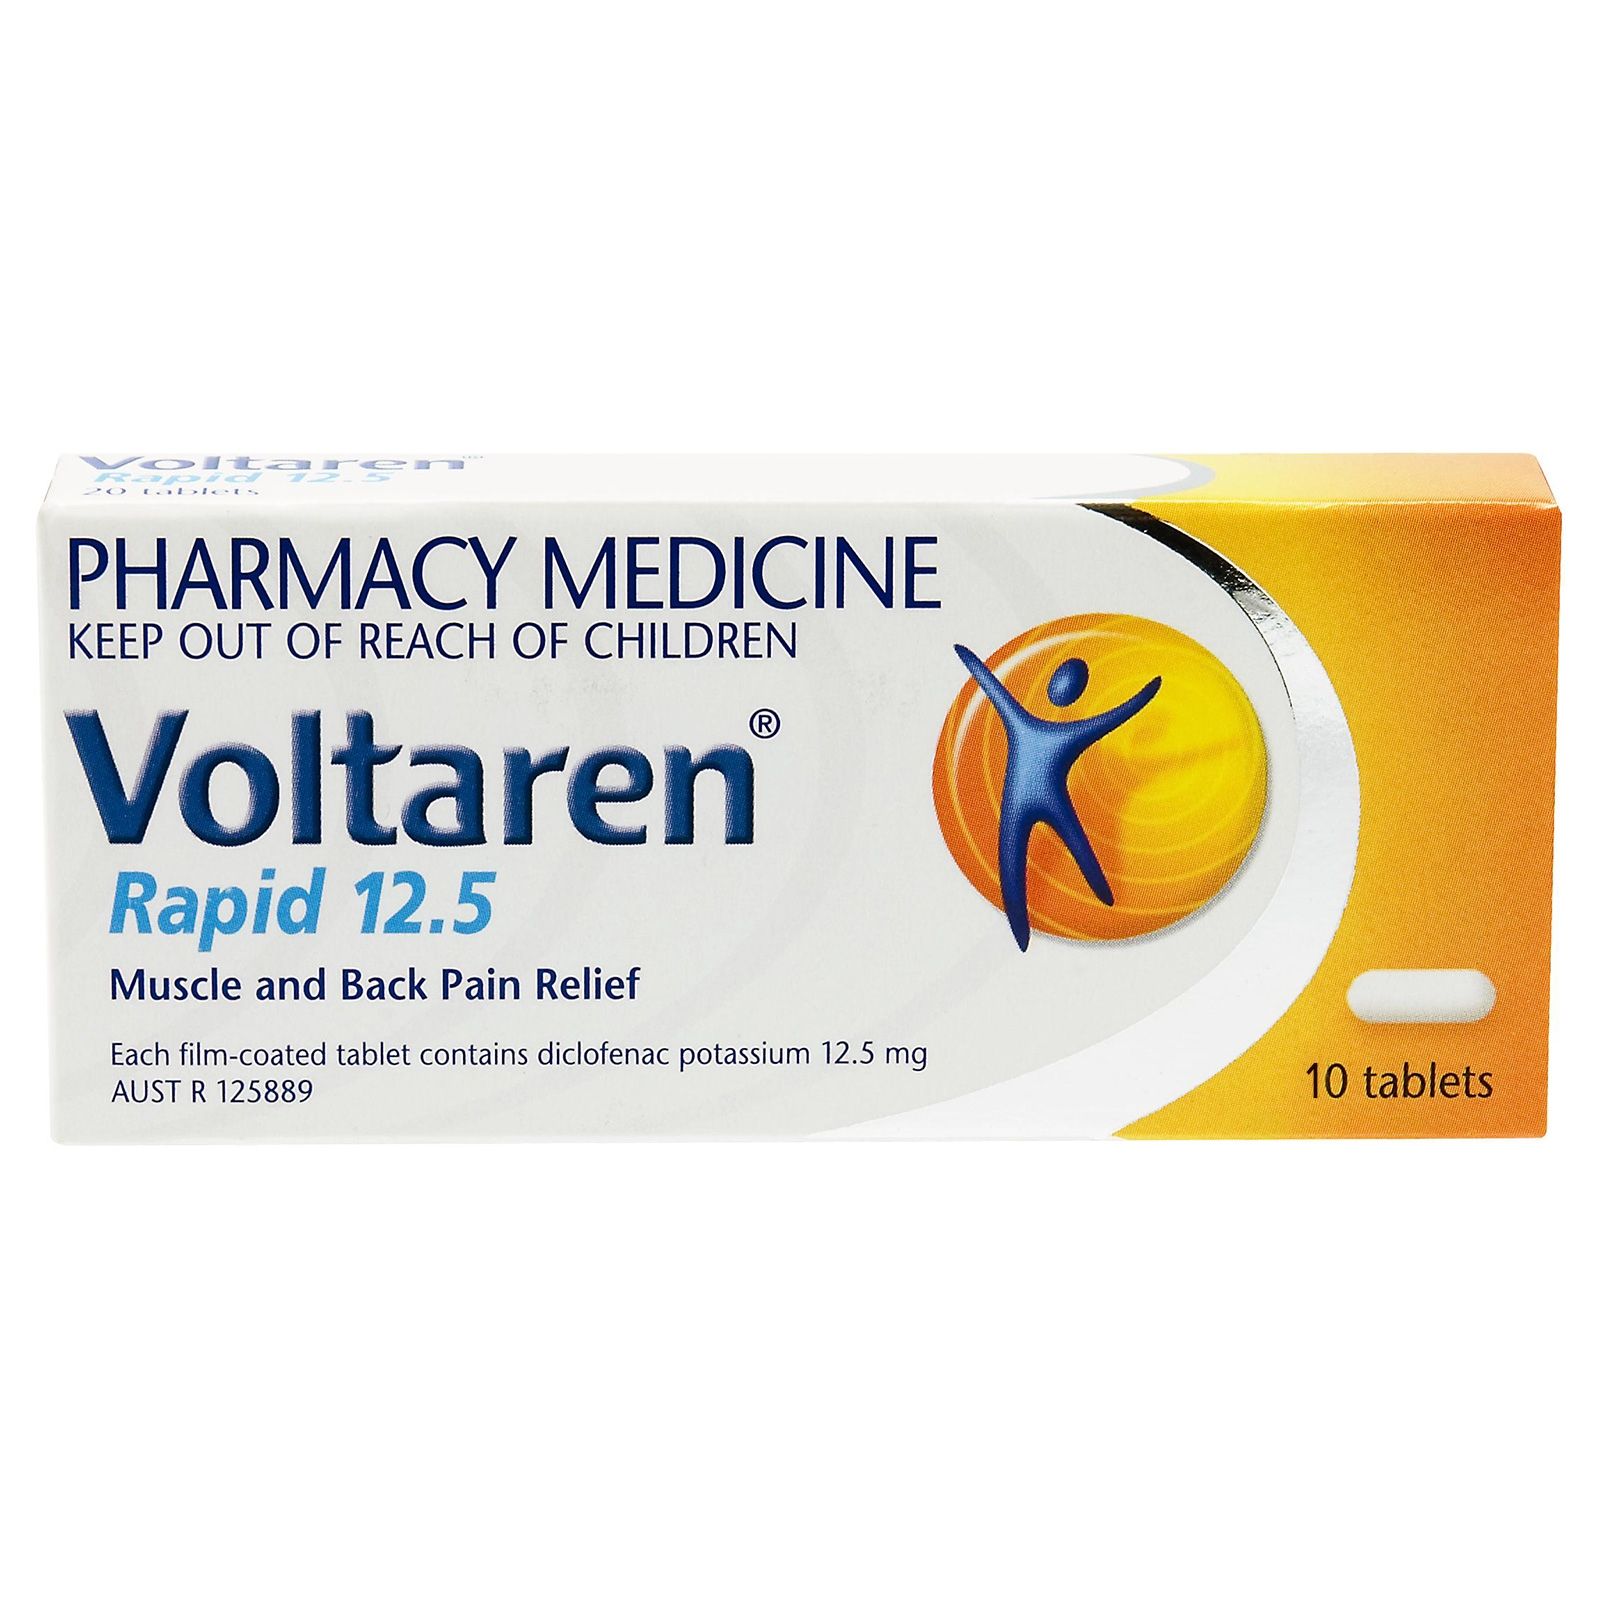 Voltaren
Rapid 12.5
20 tablets
PHARMACY MEDICINE
KEEP OUT OF REACH OF CHILDREN
Voltaren®
Rapid 12.5
Muscle and Back Pain Relief
Each film-coated tablet contains diclofenac potassium 12.5 mg
AUST R 125889
10 tablets